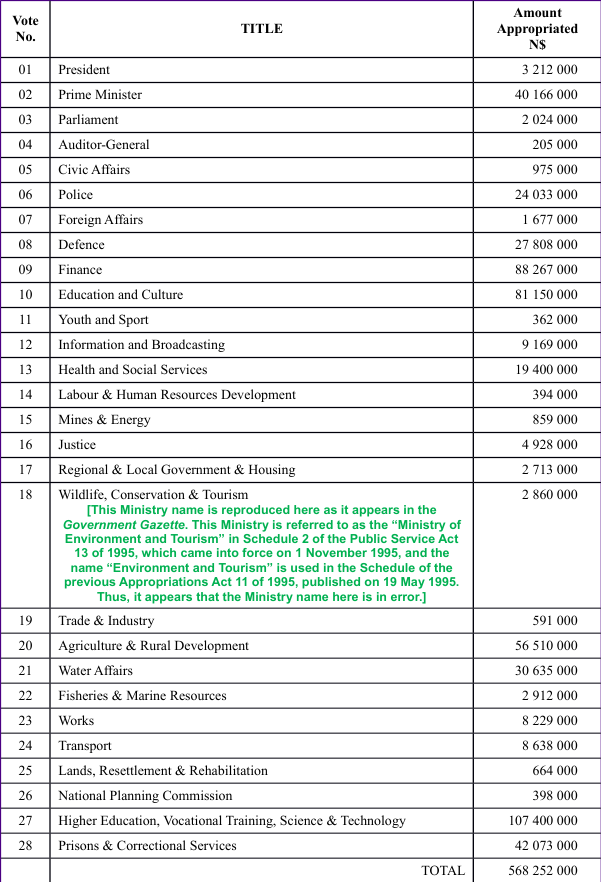 Vote No. TITLE Amount Appropriated N$
01 President 3 212 000
02 Prime Minister 40 166 000
03 Parliament 2 024 000
04 Auditor-General 205 000
05 Civic Affairs 975 000
06 Police 24 033 000
07 Foreign Affairs 1 677 000
08 Defence 27 808 000
09 Finance 88 267 000
10 Education and Culture 81 150 000
11 Youth and Sport 362 000
12 Information and Broadcasting 9 169 000
13 Health and Social Services 19 400 000
14 Labour & Human Resources Development 394 000
15 Mines & Energy 859 000
16 Justice 4 928 000
17 Regional & Local Government & Housing 2 713 000
18 Wildlife, Conservation & Tourism 2 860 000
[This Ministry name is reproduced here as it appears in the
Government Gazette. This Ministry is referred to as the “Ministry of
Environment and Tourism” in Schedule 2 of the Public Service Act
13 of 1995, which came into force on 1 November 1995, and the
name “Environment and Tourism” is used in the Schedule of the
previous Appropriations Act 11 of 1995, published on 19 May 1995.
Thus, it appears that the Ministry name here is in error.]
19 Trade & Industry 591 000
20 Agriculture & Rural Development 56 510 000
21 Water Affairs 30 635 000
22 Fisheries & Marine Resources 2 912 000
23 Works 8 229 000
24 Transport 8 638 000
25 Lands, Resettlement & Rehabilitation 664 000
26 National Planning Commission 398 000
27 Higher Education, Vocational Training, Science & Technology 107 400 000
28 Prisons & Correctional Services 42 073 000
TOTAL 568 252 000